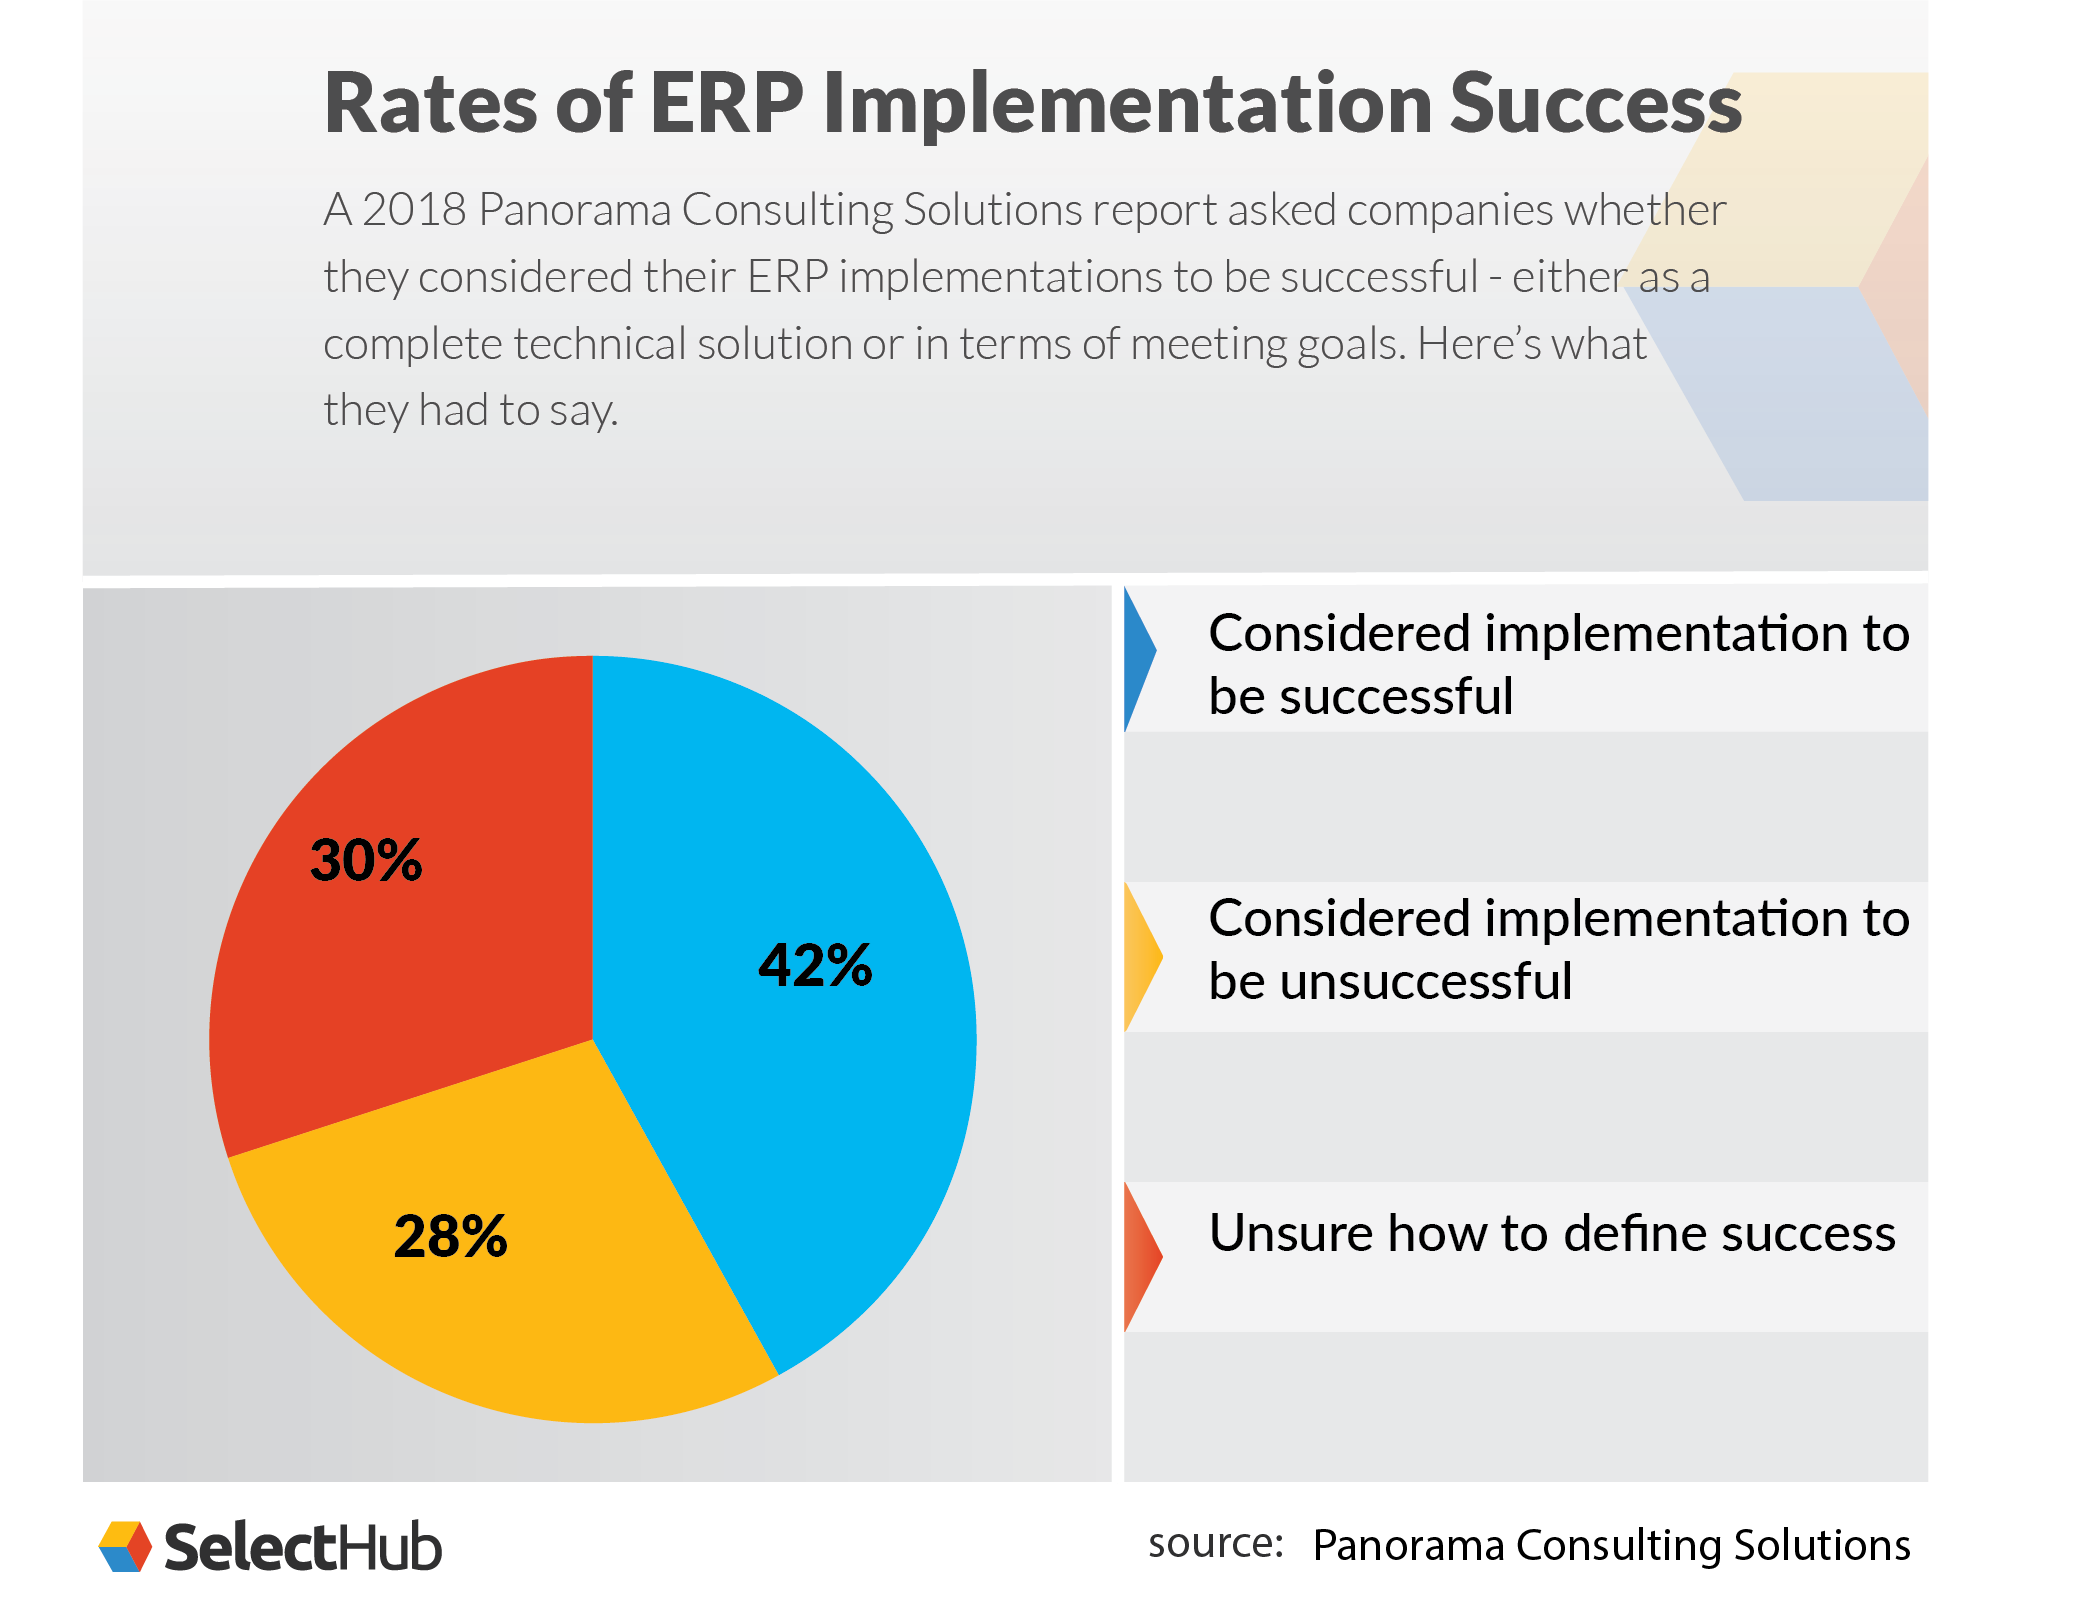 Rates of ERP Implementation Success
A 2018 Panorama Consulting Solutions report asked companies whether
they considered their ERP implementations to be successful - either as a
complete technical solution or in terms of meeting goals. Here’s what
they had to say.
30%
42%
28%
Considered implementation to
be successful
Considered implementation to
be unsuccessful
Unsure how to define success
SelectHub
source: Panorama Consulting Solutions